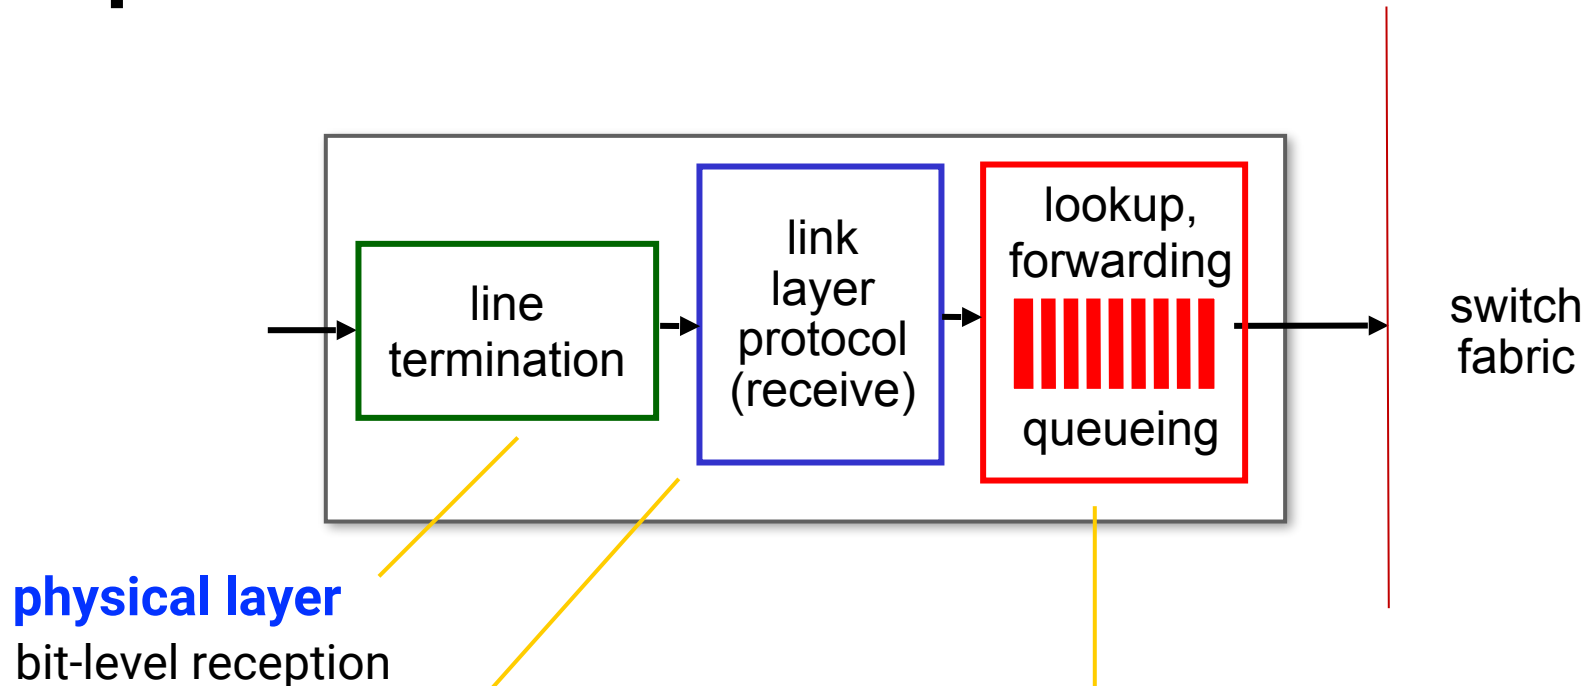 line
termination
link
layer
protocol
(receive)
lookup,
forwarding
queueing
switch
fabric
physical layer
bit-level reception